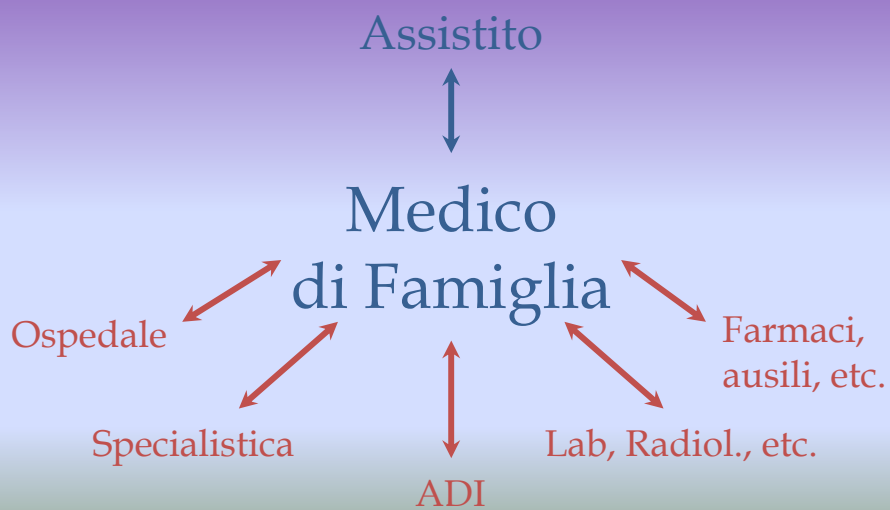 Assistito
Medico
di Famiglia
Ospedale
Farmaci,
ausili, etc.
Specialistica
Lab, Radiol., etc.
ADI